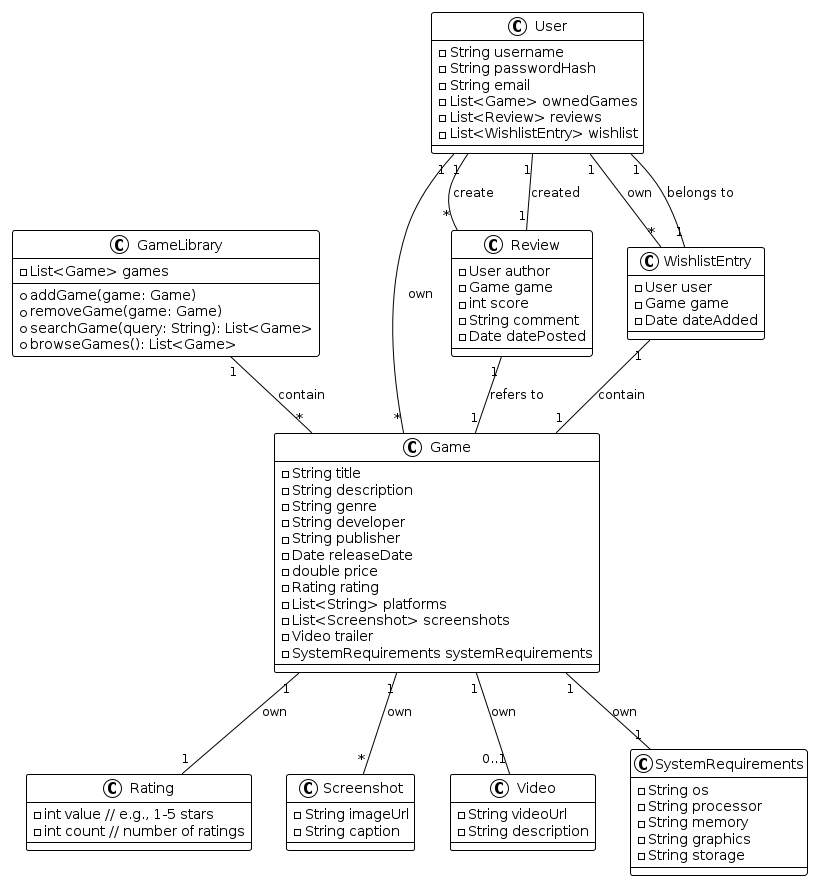 C User
String username
String passwordHash
String email
List<Game> ownedGames
List<Review> reviews
List<WishlistEntry> wishlist
1 1 1 1 1
create created own belongs to
* 1 * 1
C GameLibrary
List<Game> games
addGame(game: Game)
removeGame(game: Game)
searchGame(query: String): List<Game>
browseGames(): List<Game>
C Review
User author
Game game
int score
String comment
Date datePosted
C WishlistEntry
User user
Game game
Date dateAdded
own
1 1 1
contain refers to contain
* * 1 1
C Game
String title
String description
String genre
String developer
String publisher
Date releaseDate
double price
Rating rating
List<String> platforms
List<Screenshot> screenshots
Video trailer
SystemRequirements systemRequirements
1 1 1 1
own own own own
1 * 0..1 1
C Rating
int value // e.g., 1-5 stars
int count // number of ratings
C Screenshot
String imageUrl
String caption
C Video
String videoUrl
String description
C SystemRequirements
String os
String processor
String memory
String graphics
String storage